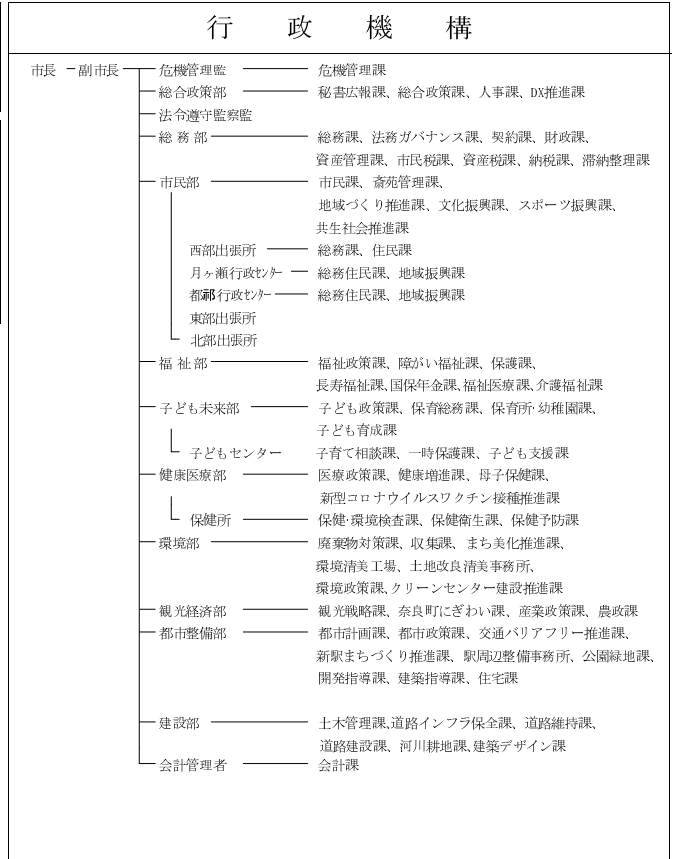 行政機構
市長 副市長 危機管理監 危機管理課
総合政策部 秘書広報課、総合政策課、人事課、DX推進課
法令遵守監察監
総務部 総務課、法務ガバナンス課、契約課、財政課、
資産管理課、市民税課、資産税課、納税課、滞納整理課
市民部 市民課、斎苑管理課、
地域づくり推進課、文化振興課、スポーツ振興課、
共生社会推進課
西部出張所 総務課、住民課
月ヶ瀬行政センター 総務住民課、地域振興課
都祁行政センター 総務住民課、地域振興課
東部出張所
北部出張所
福祉部 福祉政策課、障がい福祉課、保護課、
長寿福祉課、国保年金課、福祉医療課、介護福祉課
子ども未来部 子ども政策課、保育総務課、保育所・幼稚園課、
子ども育成課
子どもセンター 子育て相談課、一時保護課、子ども支援課
健康医療部 医療政策課、健康増進課、母子保健課、
新型コロナウイルスワクチン接種推進課
保健所 保健・環境検査課、保健衛生課、保健予防課
環境部 廃棄物対策課、収集課、まち美化推進課、
環境清美工場、土地改良清美事務所、
環境政策課、クリーンセンター建設推進課
観光経済部 観光戦略課、奈良町にぎわい課、産業政策課、農政課
都市整備部 都市計画課、都市政策課、交通バリアフリー推進課、
新駅まちづくり推進課、駅周辺整備事務所、公園緑地課、
開発指導課、建築指導課、住宅課
建設部 土木管理課、道路インフラ保全課、道路維持課、
道路建設課、河川耕地課、建築デザイン課
会計管理者 会計課